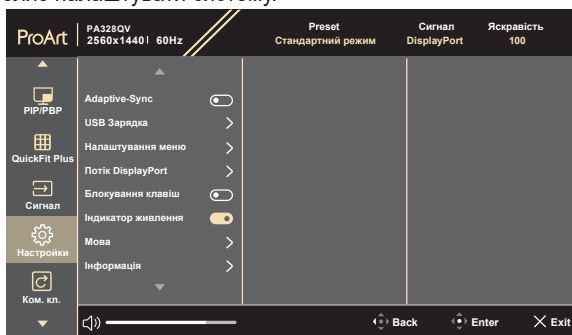 ProArt
PA328QV
2560x1440 60Hz
Preset
Стандартний режим
Сигнал
DisplayPort
Яскравість
100
PIP/PBP
QuickFit Plus
Сигнал
Настройки
Ком. кл.
Adaptive-Sync
USB Зарядка
Налаштування меню
Потік DisplayPort
Блокування клавіш
Індикатор живлення
Мова
Інформація
Back
Enter
Exit